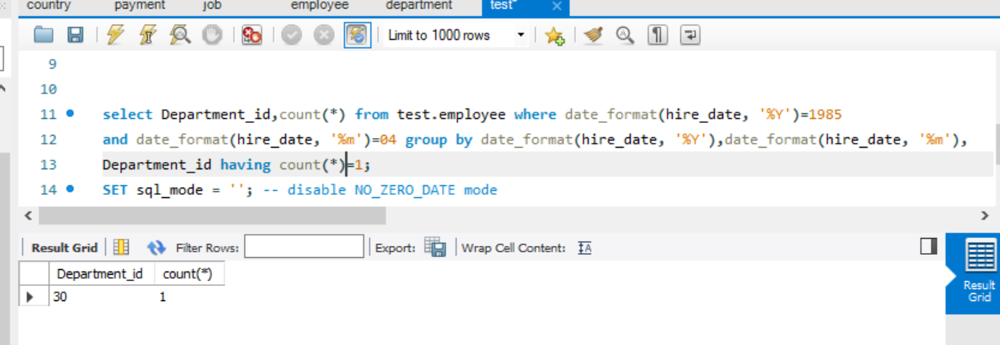 country payment job employee department test*
Limit to 1000 rows
9
10
11 select Department_id,count(*) from test.employee where date_format(hire_date, '%Y')=1985
12 and date_format(hire_date, '%m')=04 group by date_format(hire_date, '%Y'),date_format(hire_date, '%m'),
13 Department_id having count(*)=1;
14 SET sql_mode = ''; -- disable NO_ZERO_DATE mode
Result Grid Filter Rows: Export: Wrap Cell Content: IA
Department_id count(*)
30 1
Result
Grid